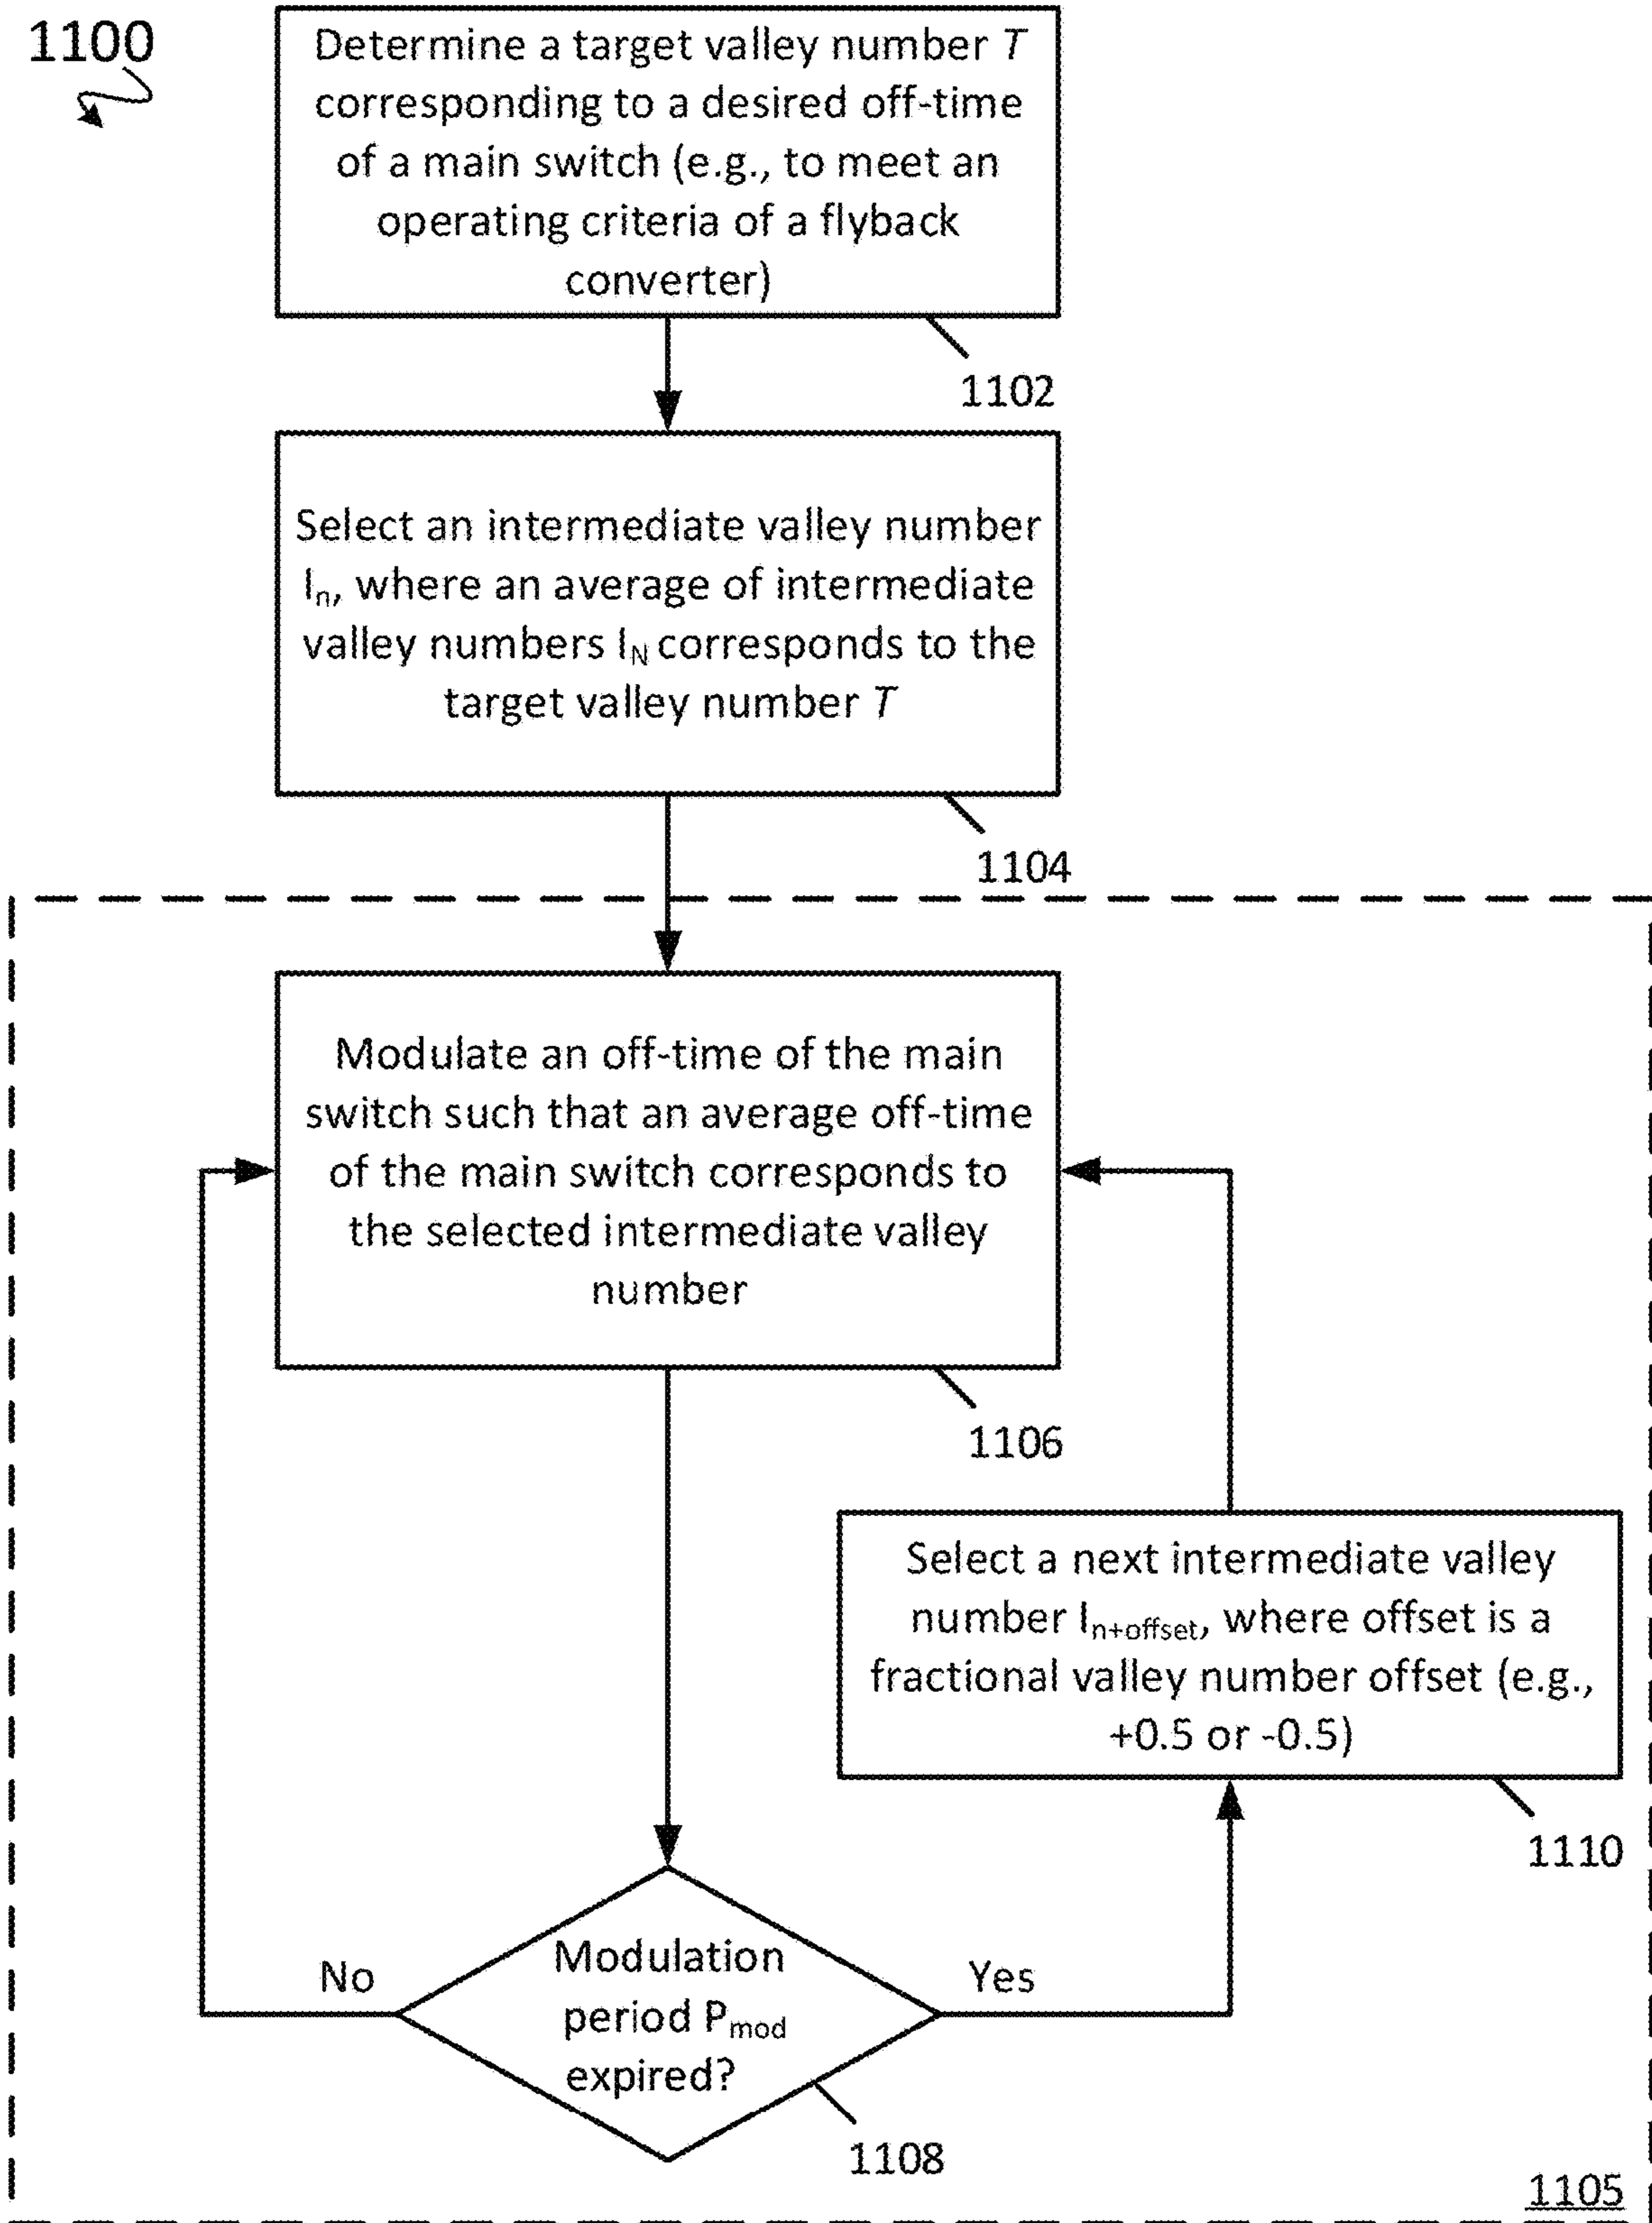 1100
Determine a target valley number T
corresponding to a desired off-time
of a main switch (e.g., to meet an
operating criteria of a flyback
converter)
1102
Select an intermediate valley number
Iₙ, where an average of intermediate
valley numbers I_N corresponds to the
target valley number T
1104
Modulate an off-time of the main
switch such that an average off-time
of the main switch corresponds to
the selected intermediate valley
number
1106
Select a next intermediate valley
number Iₙ₊offset, where offset is a
fractional valley number offset (e.g.,
+0.5 or -0.5)
1110
No
Modulation
period P_mod
expired?
Yes
1108
1105